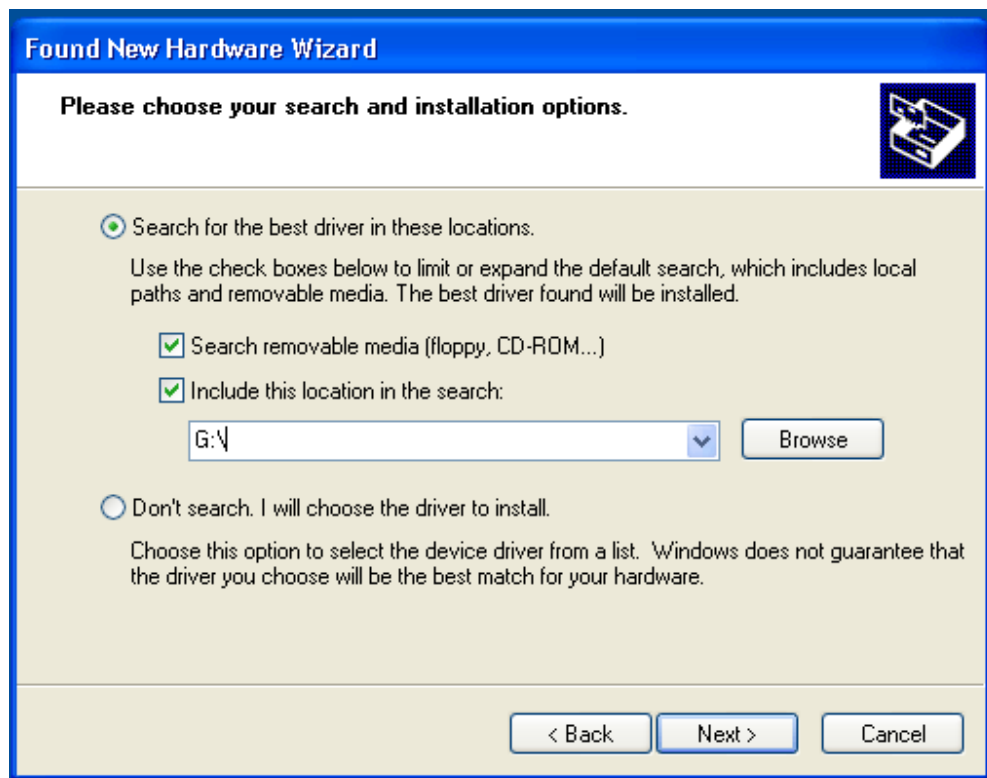 Found New Hardware Wizard
Please choose your search and installation options.
Search for the best driver in these locations.
Use the check boxes below to limit or expand the default search, which includes local
paths and removable media. The best driver found will be installed.
Search removable media (floppy, CD-ROM...)
Include this location in the search:
G:\
Browse
Don't search. I will choose the driver to install.
Choose this option to select the device driver from a list. Windows does not guarantee that
the driver you choose will be the best match for your hardware.
< Back Next > Cancel